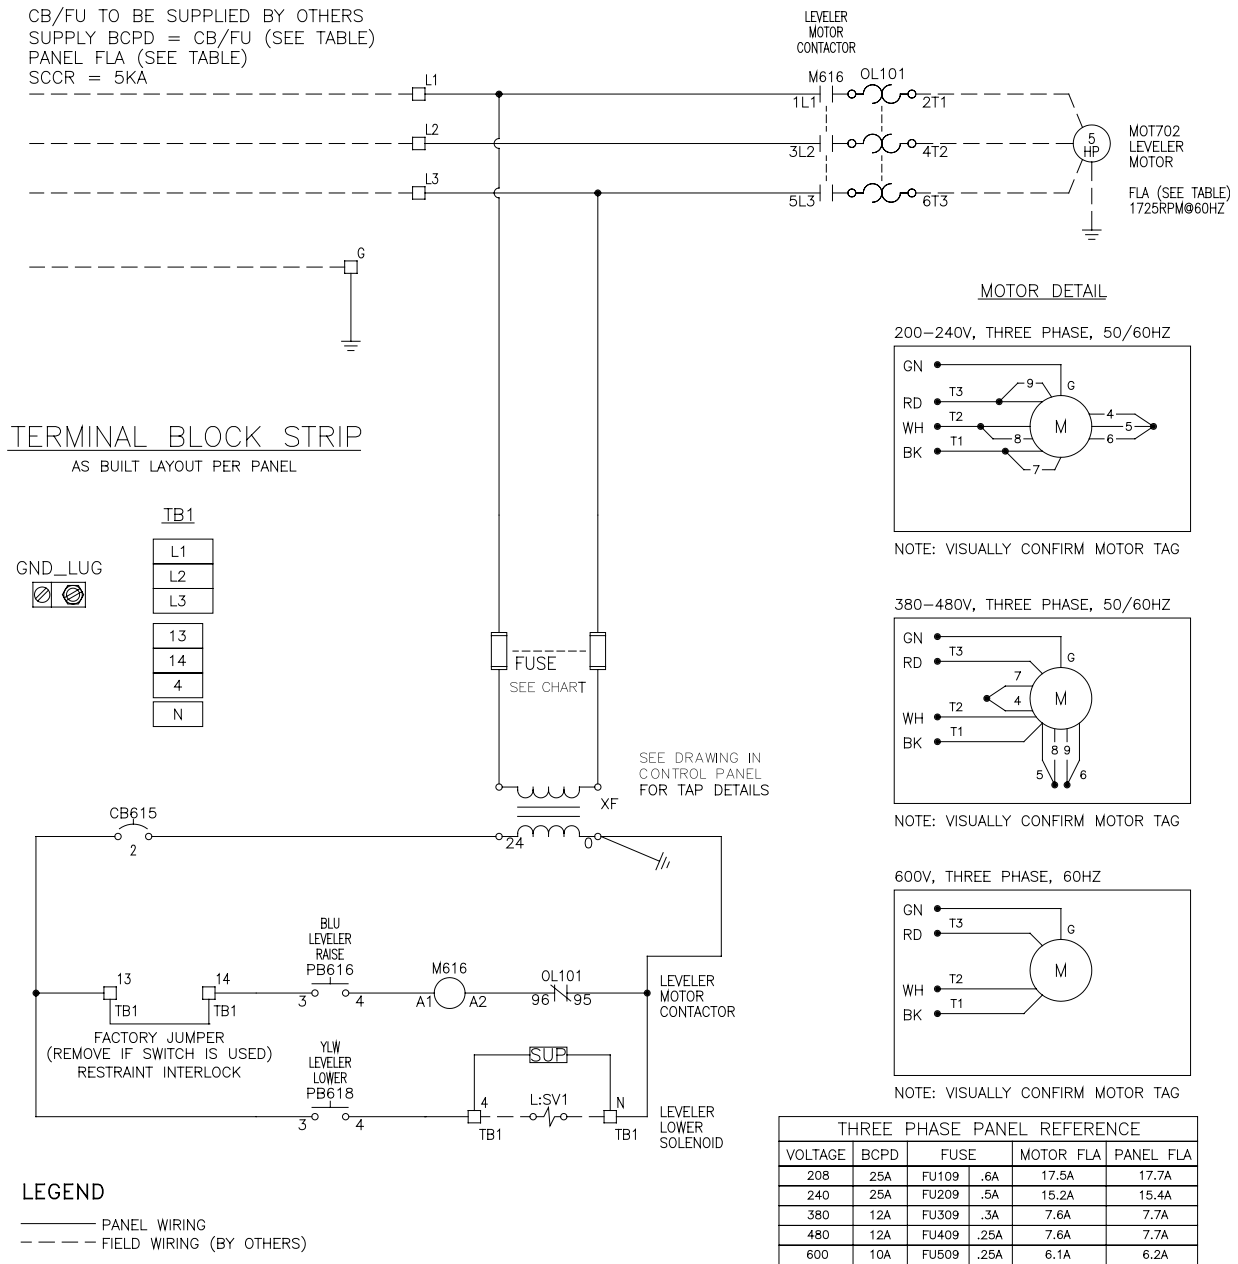 CB/FU TO BE SUPPLIED BY OTHERS
SUPPLY BCPD = CB/FU (SEE TABLE)
PANEL FLA (SEE TABLE)
SCCR = 5KA
L1
L2
L3
G
LEVELER
MOTOR
CONTACTOR
M616 OL101
1L1 2T1
3L2 4T2
5L3 6T3
5
HP
MOT702
LEVELER
MOTOR
FLA (SEE TABLE)
1725RPM@60HZ
MOTOR DETAIL
200-240V, THREE PHASE, 50/60HZ
GN
G
RD T3 9
WH T2 8
BK T1 7
M
4
5
6
NOTE: VISUALLY CONFIRM MOTOR TAG
380-480V, THREE PHASE, 50/60HZ
GN
G
RD T3
7
4
M
WH T2
BK T1
8 9
5 6
NOTE: VISUALLY CONFIRM MOTOR TAG
600V, THREE PHASE, 60HZ
GN
G
RD T3
M
WH T2
BK T1
NOTE: VISUALLY CONFIRM MOTOR TAG
TERMINAL BLOCK STRIP
AS BUILT LAYOUT PER PANEL
TB1
GND_LUG
L1
L2
L3
13
14
4
N
FUSE
SEE CHART
SEE DRAWING IN
CONTROL PANEL
FOR TAP DETAILS
XF
24 0
CB615
2
BLU
LEVELER
RAISE
PB616
3 4
M616
A1 A2
OL101
96 95
LEVELER
MOTOR
CONTACTOR
13 14
TB1 TB1
FACTORY JUMPER
(REMOVE IF SWITCH IS USED)
RESTRAINT INTERLOCK
YLW
LEVELER
LOWER
PB618
3 4
SUP
4 L:SV1 N
TB1 TB1
LEVELER
LOWER
SOLENOID
LEGEND
PANEL WIRING
FIELD WIRING (BY OTHERS)
THREE PHASE PANEL REFERENCE
VOLTAGE BCPD FUSE MOTOR FLA PANEL FLA
208 25A FU109 .6A 17.5A 17.7A
240 25A FU209 .5A 15.2A 15.4A
380 12A FU309 .3A 7.6A 7.7A
480 12A FU409 .25A 7.6A 7.7A
600 10A FU509 .25A 6.1A 6.2A